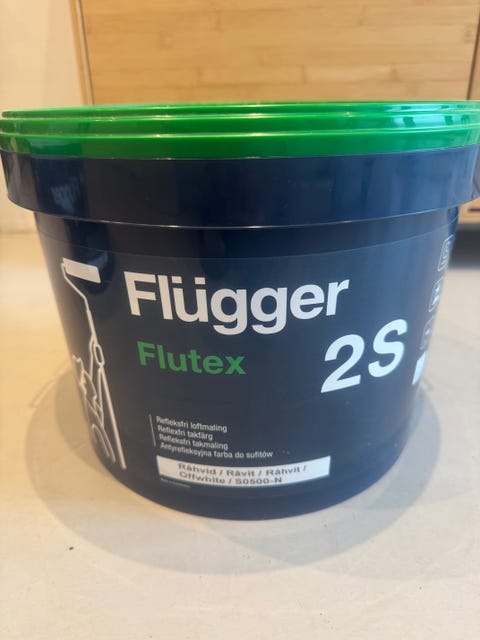 Flügger
Flutex
2S
Refleksfri loftmaling
Reflexfri takfärg
Refleksfri takmaling
Antyrefleksyjna farba do sufitów
Råhvid / Råvit / Råhvit /
Offwhite / S0500-N